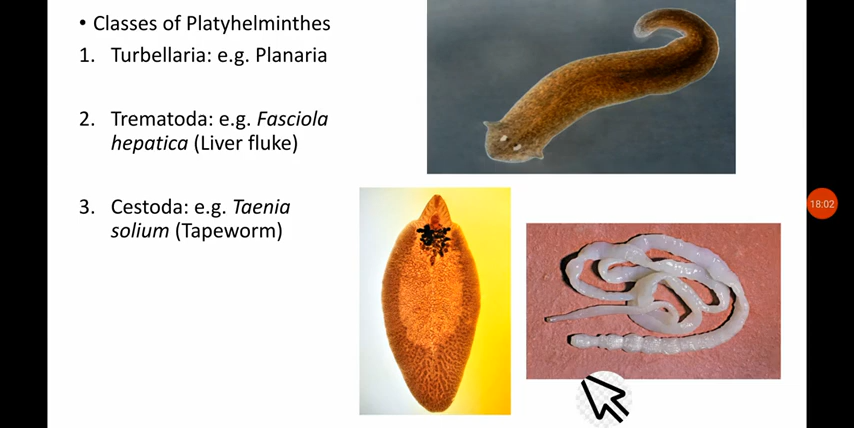 • Classes of Platyhelminthes
1. Turbellaria: e.g. Planaria
2. Trematoda: e.g. Fasciola
hepatica (Liver fluke)
3. Cestoda: e.g. Taenia
solium (Tapeworm)
18:02